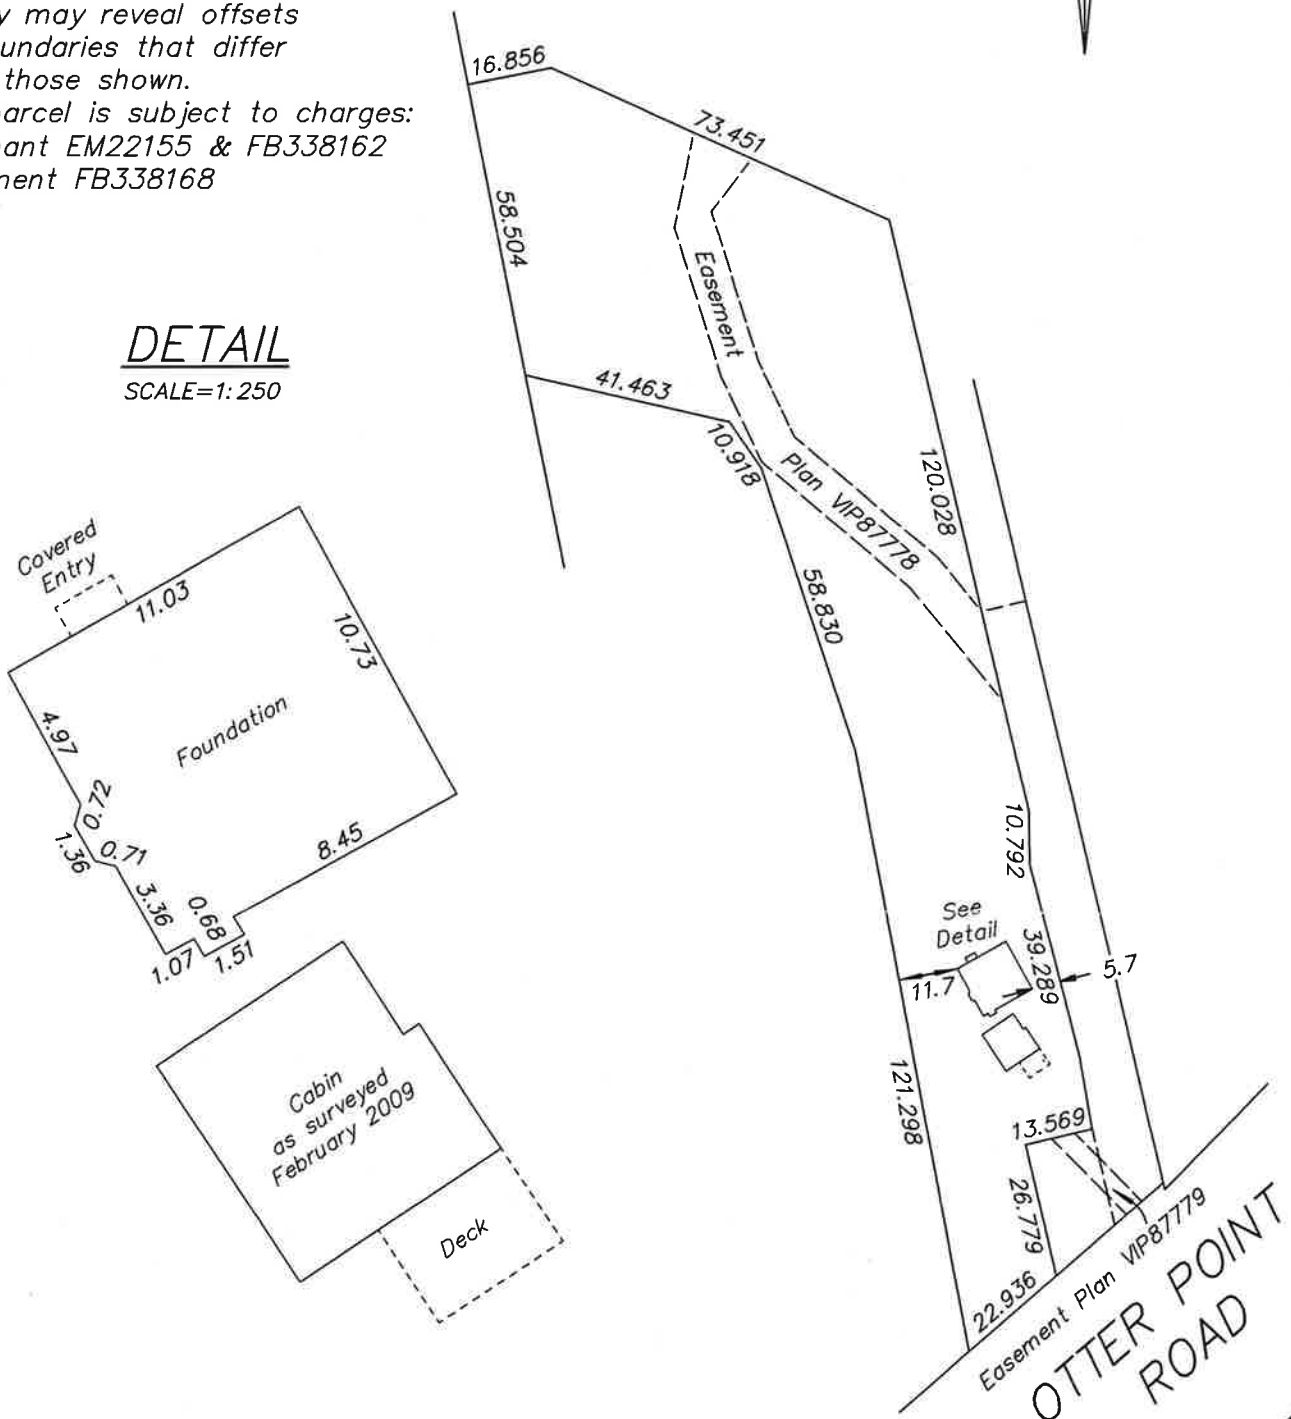 y may reveal offsets
undaries that differ
those shown.
arcel is subject to charges:
ant EM22155 & FB338162
nent FB338168
DETAIL
SCALE=1:250
16.856
73.451
58.504
Easement
41.463
10.918
Plan VIP87778
120.028
58.830
Covered
Entry
11.03
10.73
4.97
Foundation
0.72
1.36
0.71
3.36
0.68
8.45
1.07
1.51
Cabin
as surveyed
February 2009
Deck
10.792
See
Detail
39.289
11.7
5.7
121.298
13.569
26.779
22.936
Easement Plan VIP87779
OTTER POINT
ROAD